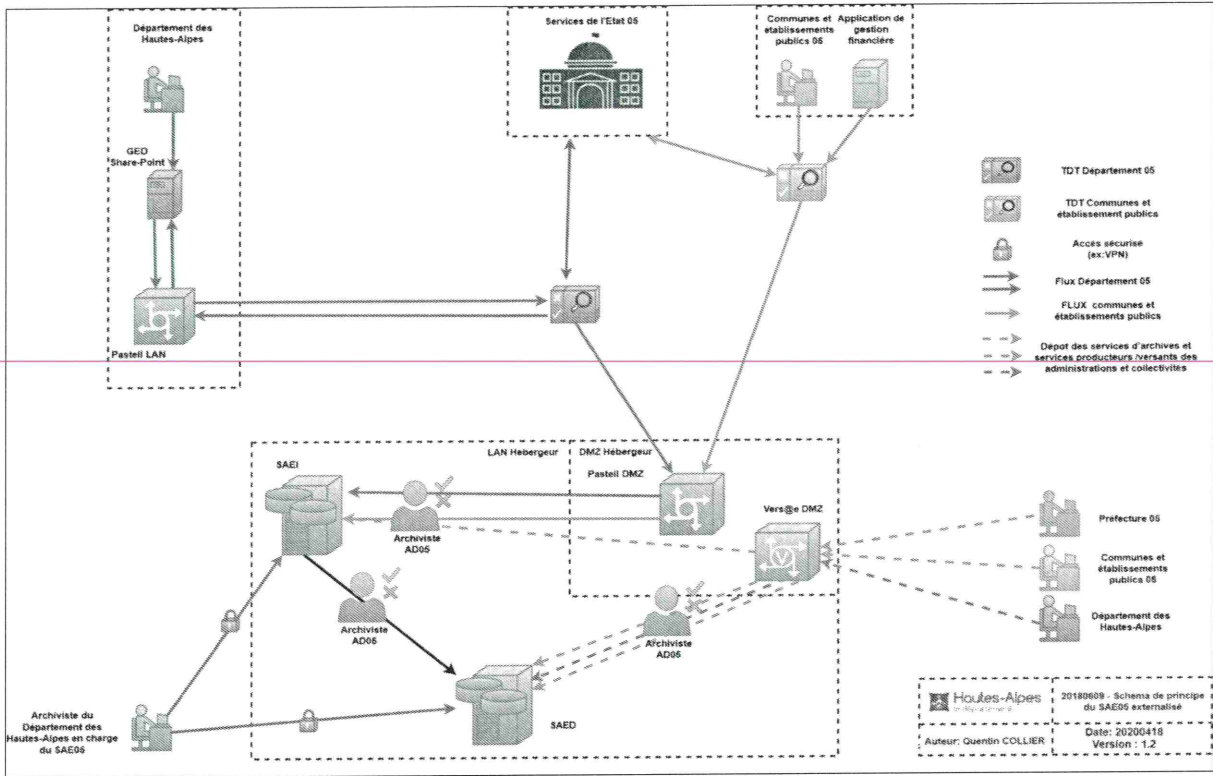 Département des
Hautes-Alpes
GED
Share-Point
Pastell LAN
Services de l'Etat 05
Communes et
établissements
publics 05
Application de
gestion
financière
TDT Département 05
TDT Communes et
établissement publics
Accès sécurisé
(ex:VPN)
Flux Département 05
FLUX communes et
établissements publics
Dépot des services d'archives et
services producteurs /versants des
administrations et collectivités
LAN Hébergeur
DMZ Hébergeur
SAEI
Pastell DMZ
Vers@e DMZ
Archiviste
AD05
Archiviste
AD05
Archiviste
AD05
SAED
Préfecture 05
Communes et
établissements
publics 05
Département des
Hautes-Alpes
Archiviste du
Département des
Hautes-Alpes en charge
du SAE05
Hautes-Alpes
le département
20180609 - Schema de principe
du SAE05 externalisé
Auteur: Quentin COLLIER
Date: 20200418
Version : 1.2